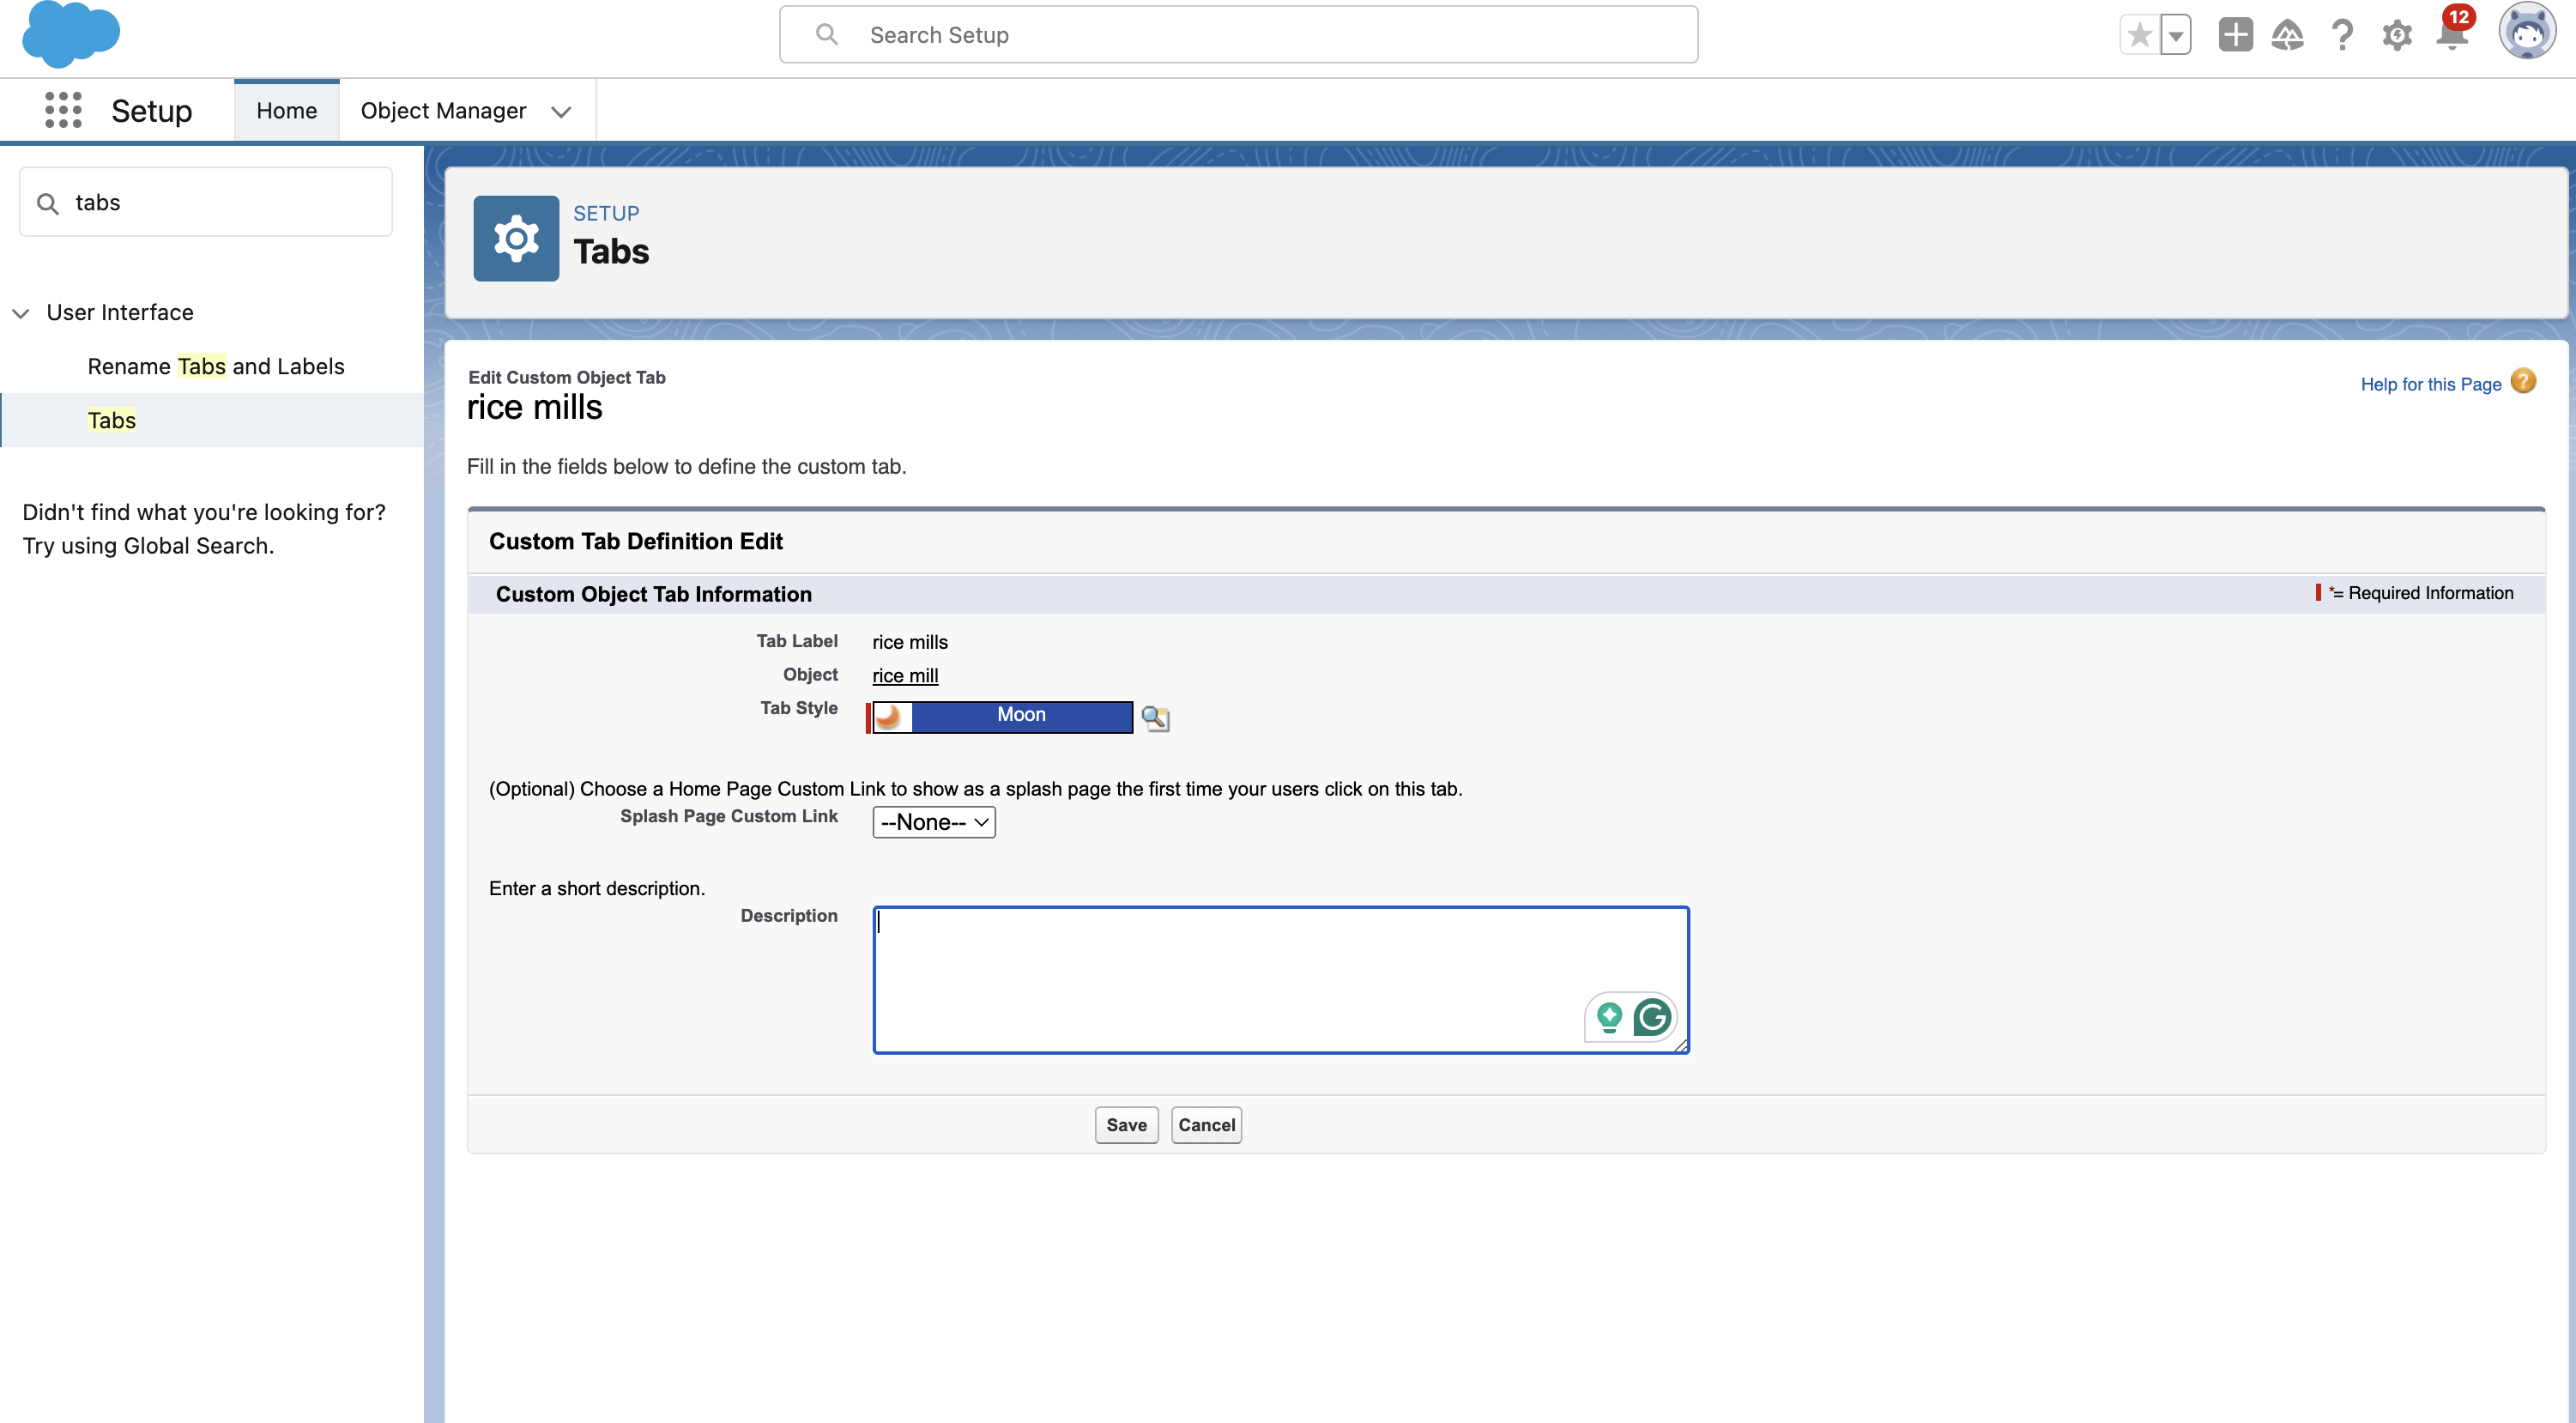 Search Setup
12
Setup
Home
Object Manager
tabs
User Interface
Rename Tabs and Labels
Tabs
Didn't find what you're looking for?
Try using Global Search.
SETUP
Tabs
Edit Custom Object Tab
rice mills
Help for this Page ?
Fill in the fields below to define the custom tab.
Custom Tab Definition Edit
Custom Object Tab Information
*= Required Information
Tab Label rice mills
Object rice mill
Tab Style Moon
(Optional) Choose a Home Page Custom Link to show as a splash page the first time your users click on this tab.
Splash Page Custom Link --None--
Enter a short description.
Description
Save Cancel